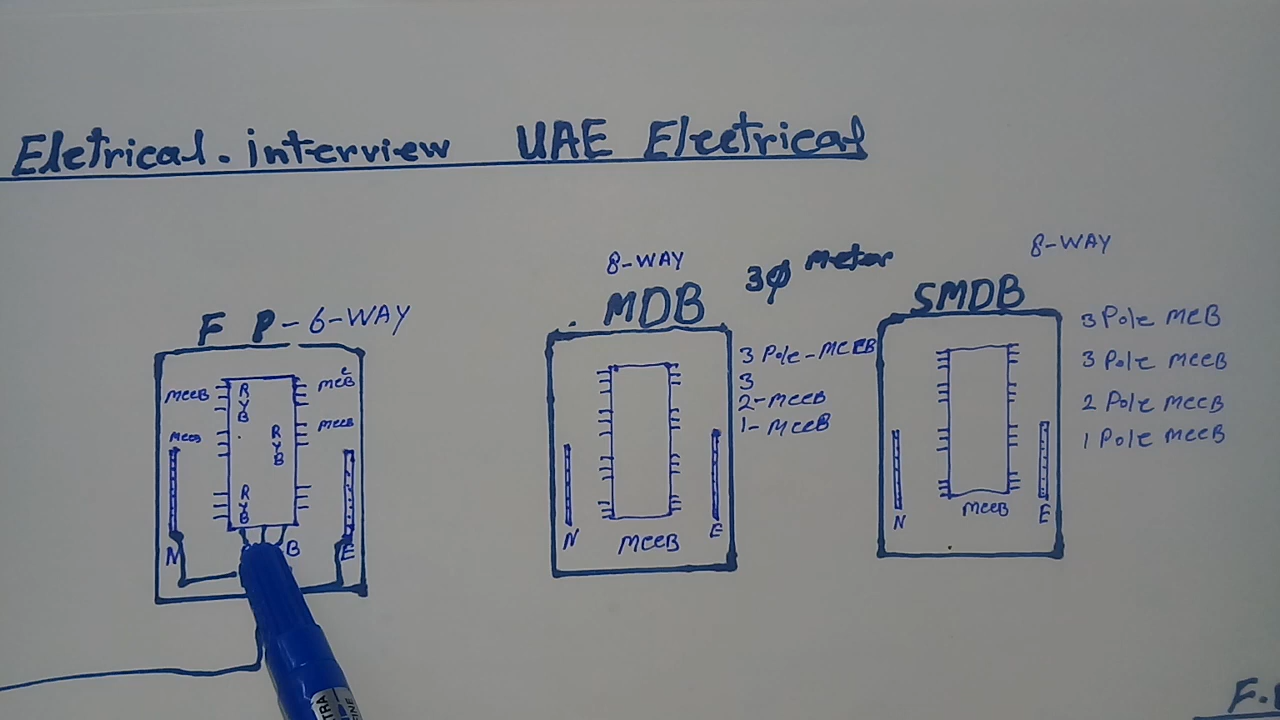 Eletrical. interview UAE Electrical
F P - 6-WAY
MccB
MccB
MccB
MccB
R
Y
B
R
Y
B
R
Y
B
B
N
E
8-WAY
MDB
3φ Meter
3 Pole - MCCB
3
2 - MccB
1 - MccB
N
E
MccB
8-WAY
SMDB
3 Pole MCB
3 Pole MccB
2 Pole MccB
1 Pole MccB
N
E
MccB